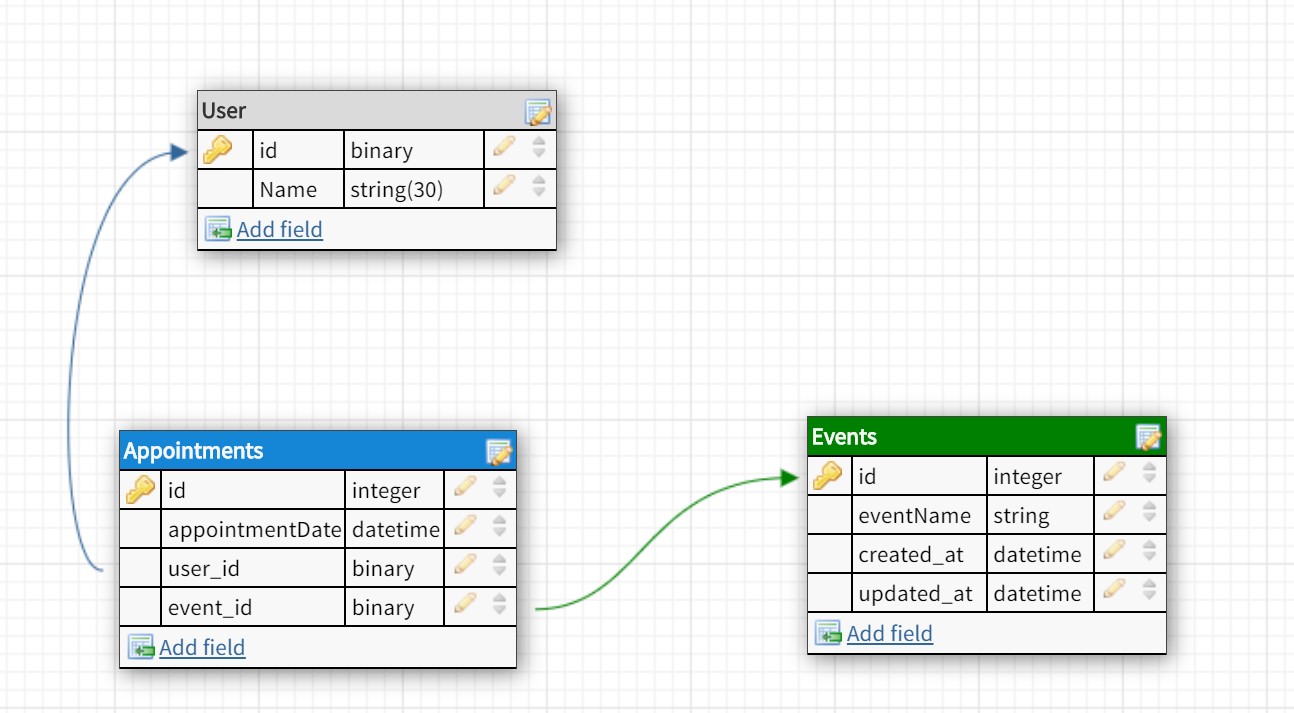 User
id binary
Name string(30)
Add field
Appointments
id integer
appointmentDate datetime
user_id binary
event_id binary
Add field
Events
id integer
eventName string
created_at datetime
updated_at datetime
Add field